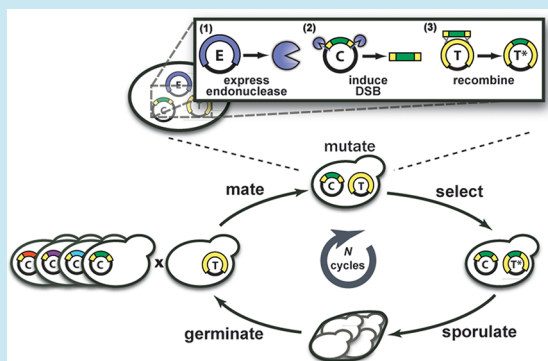 (1)
(2)
(3)
E
C
T
T*
express
endonuclease
induce
DSB
recombine
E
C
T
mutate
C
T
mate
select
C
C
C
C
x
T
N
cycles
C
T*
germinate
sporulate